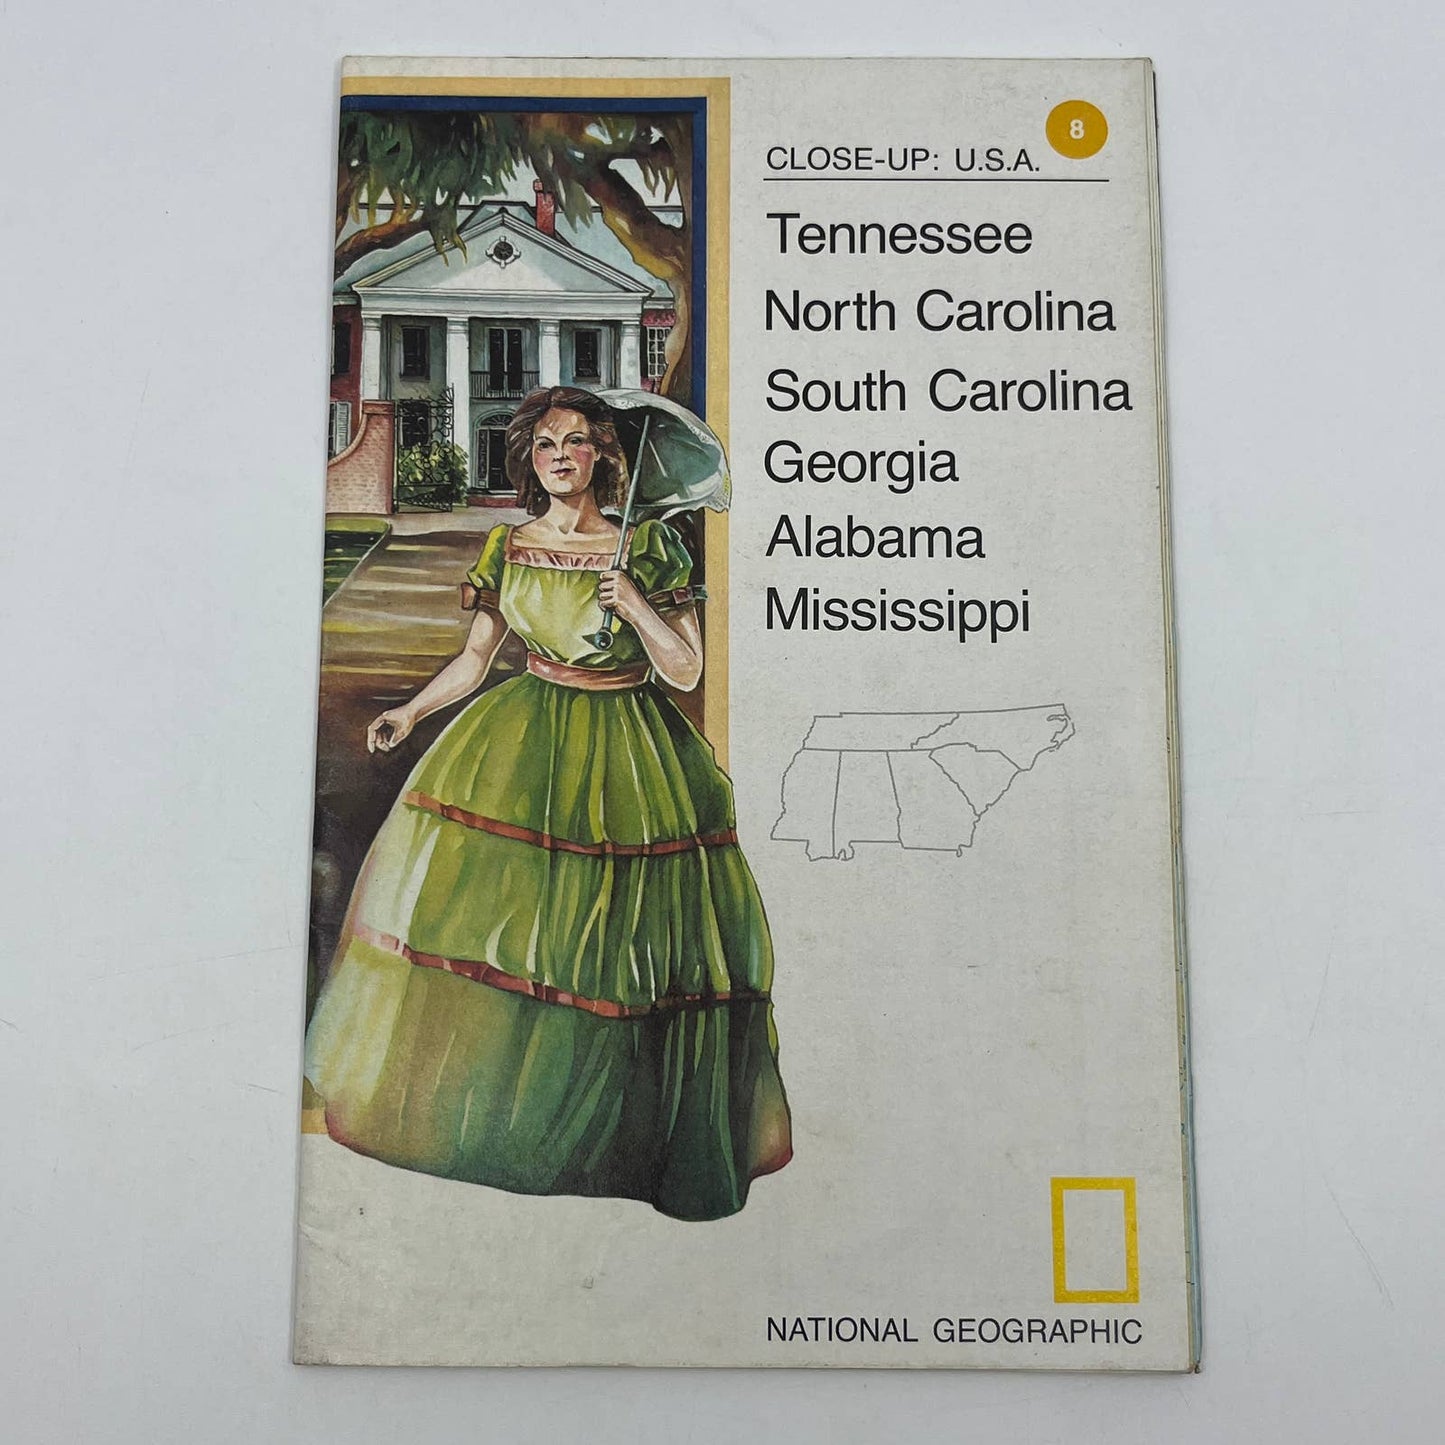 8
CLOSE-UP: U.S.A.
Tennessee
North Carolina
South Carolina
Georgia
Alabama
Mississippi
NATIONAL GEOGRAPHIC